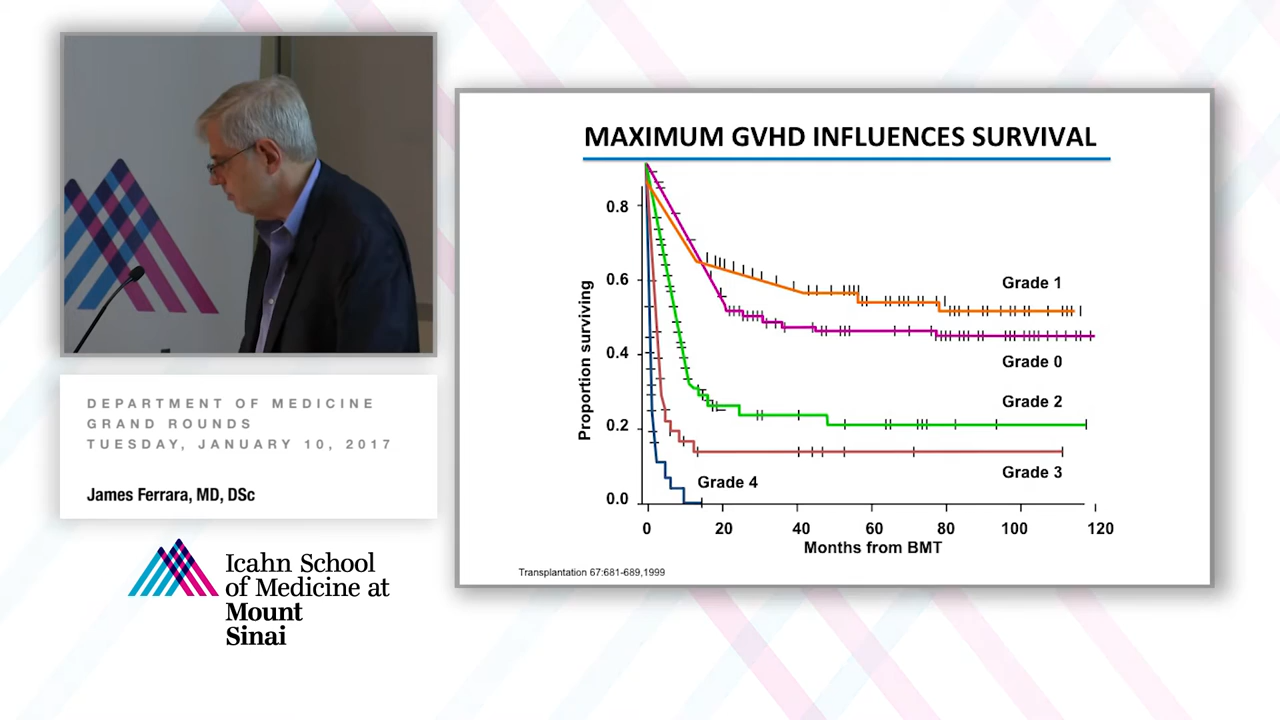 MAXIMUM GVHD INFLUENCES SURVIVAL
0.8
0.6
0.4
0.2
0.0
Proportion surviving
Grade 1
Grade 0
Grade 2
Grade 3
Grade 4
0 20 40 60 80 100 120
Months from BMT
Transplantation 67:681-689,1999
DEPARTMENT OF MEDICINE
GRAND ROUNDS
TUESDAY, JANUARY 10, 2017
James Ferrara, MD, DSc
Icahn School
of Medicine at
Mount
Sinai